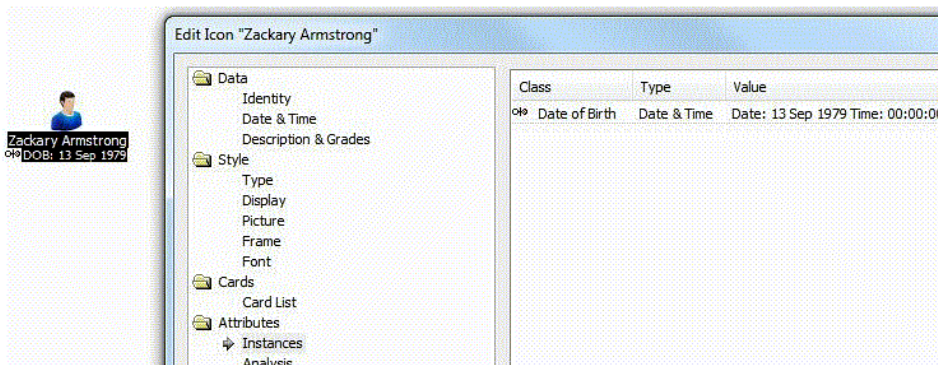 Edit Icon "Zackary Armstrong"
Zackary Armstrong
DOB: 13 Sep 1979
Data
Identity
Date & Time
Description & Grades
Style
Type
Display
Picture
Frame
Font
Cards
Card List
Attributes
Instances
Analysis
Class Type Value
Date of Birth Date & Time Date: 13 Sep 1979 Time: 00:00:00